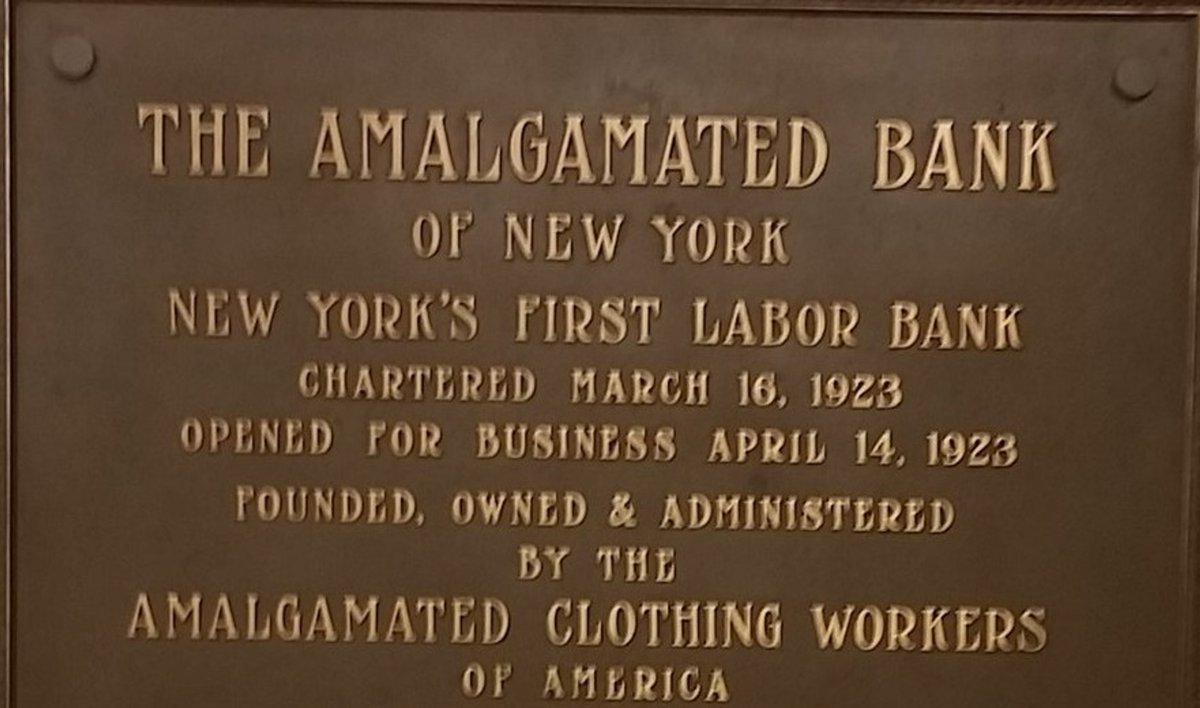 THE AMALGAMATED BANK
OF NEW YORK
NEW YORK'S FIRST LABOR BANK
CHARTERED MARCH 16, 1923
OPENED FOR BUSINESS APRIL 14, 1923
FOUNDED, OWNED & ADMINISTERED
BY THE
AMALGAMATED CLOTHING WORKERS
OF AMERICA